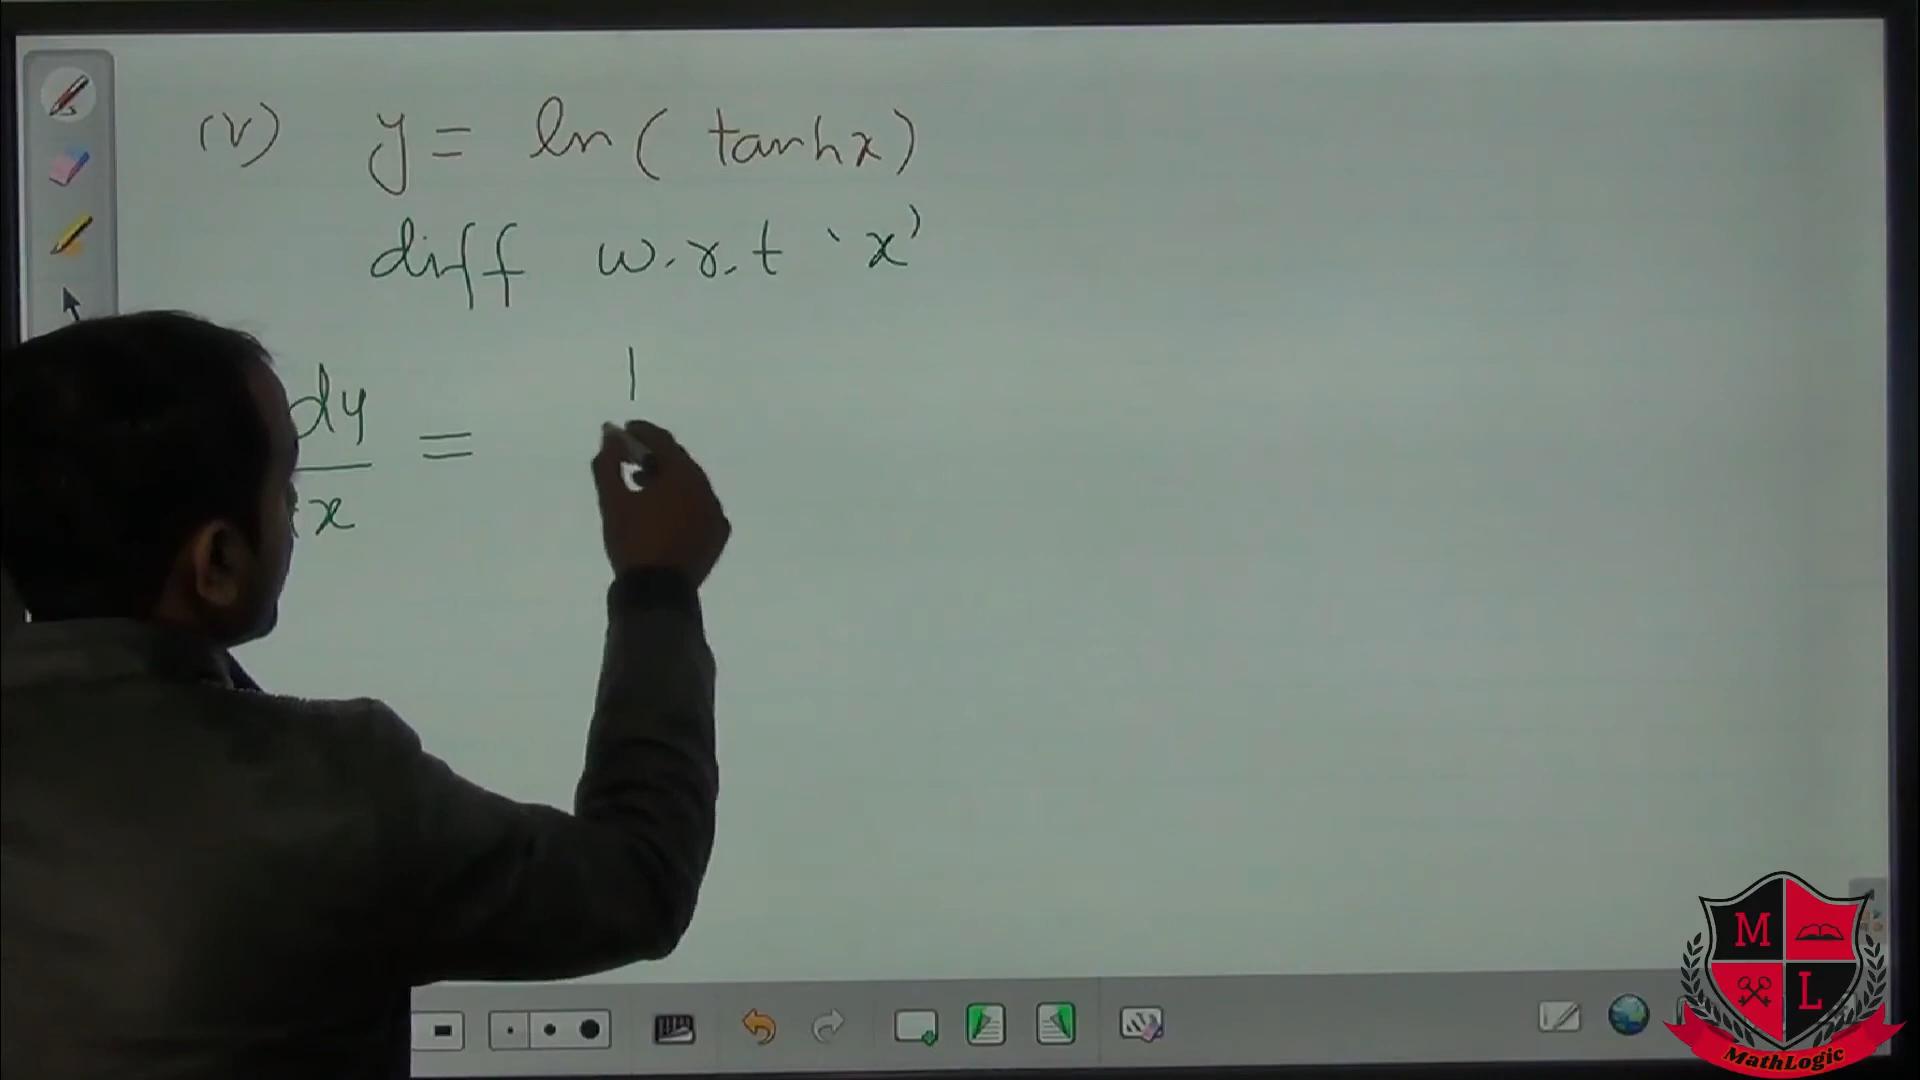 (v) y = ln( tanhx)
diff w.r.t 'x'
dy = 1
x
M
L
MathLogic